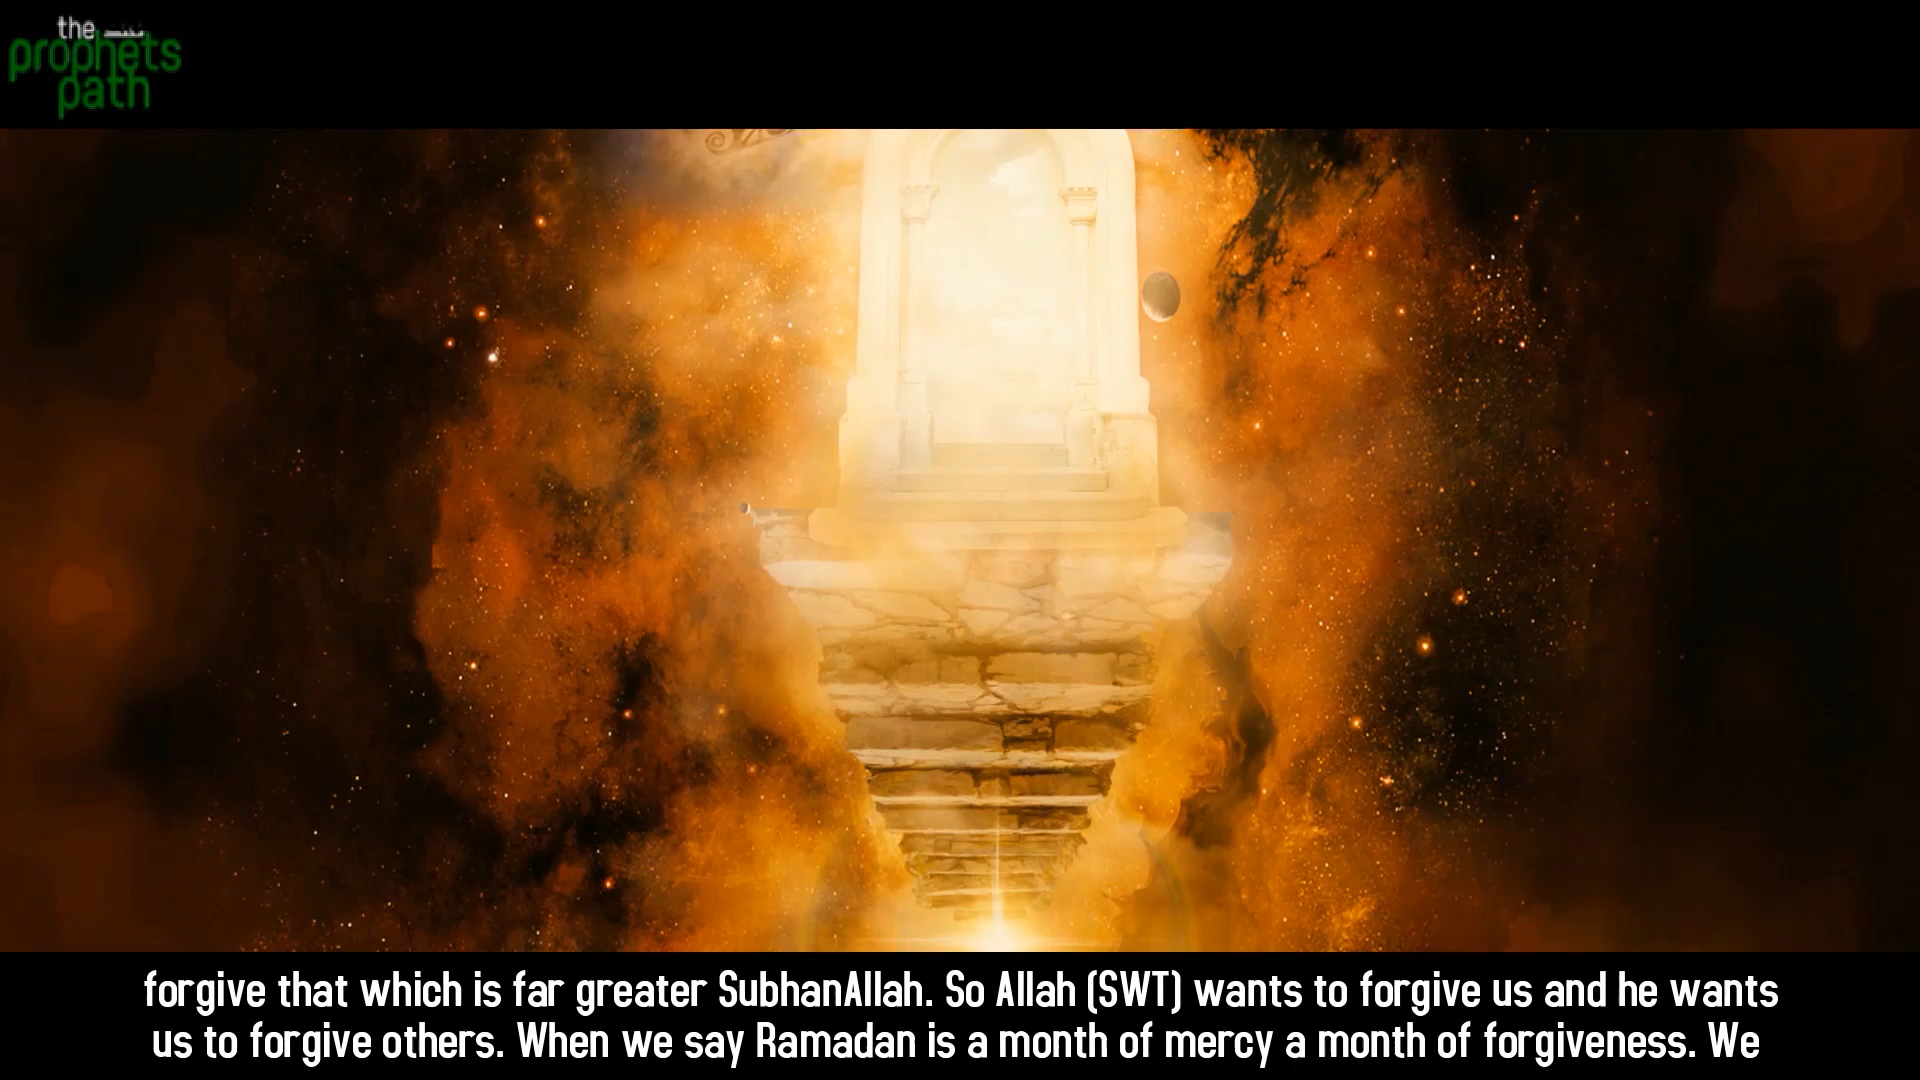 the
prophets
path
forgive that which is far greater SubhanAllah. So Allah (SWT) wants to forgive us and he wants
us to forgive others. When we say Ramadan is a month of mercy a month of forgiveness. We